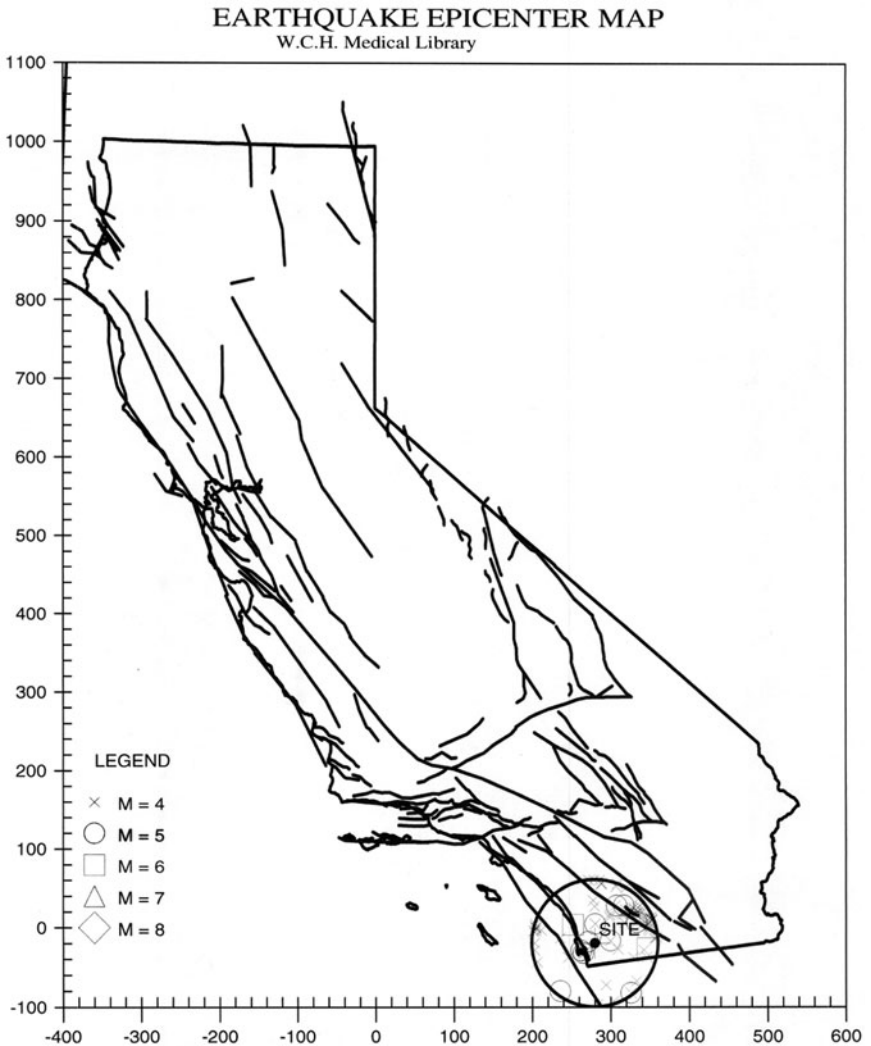 EARTHQUAKE EPICENTER MAP
W.C.H. Medical Library
1100
1000
900
800
700
600
500
400
300
200
100
0
-100
LEGEND
M = 4
M = 5
M = 6
M = 7
M = 8
SITE
-400 -300 -200 -100 0 100 200 300 400 500 600